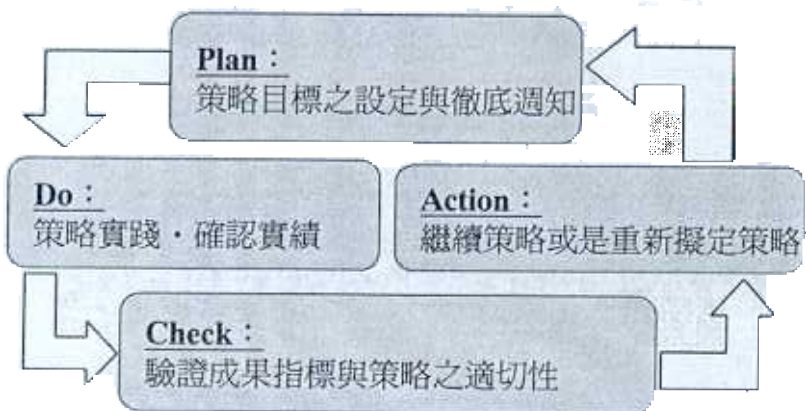 Plan：
策略目標之設定與徹底週知
Do：
策略實踐・確認實績
Action：
繼續策略或是重新擬定策略
Check：
驗證成果指標與策略之適切性